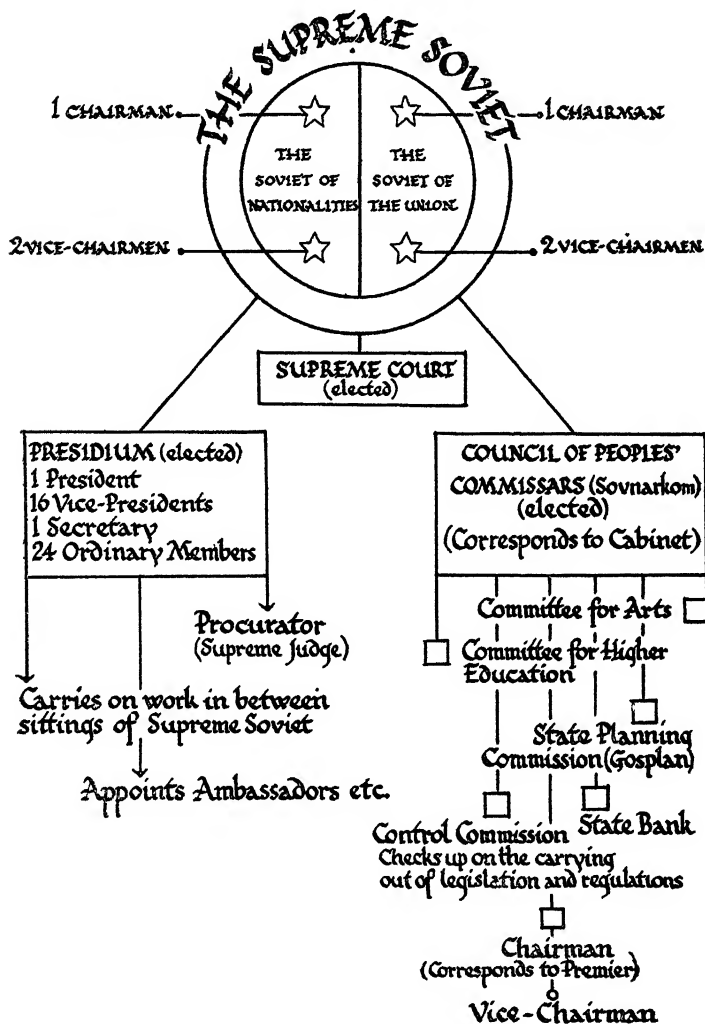 THE SUPREME SOVIET
1 CHAIRMAN
1 CHAIRMAN
THE
SOVIET OF
NATIONALITIES
THE
SOVIET OF
THE UNION.
2 VICE-CHAIRMEN
2 VICE-CHAIRMEN
SUPREME COURT
(elected)
PRESIDIUM (elected)
1 President
16 Vice-Presidents
1 Secretary
24 Ordinary Members
COUNCIL OF PEOPLES'
COMMISSARS (Sovnarkom)
(elected)
(Corresponds to Cabinet)
Procurator
(Supreme Judge)
Carries on work in between
sittings of Supreme Soviet
Appoints Ambassadors etc.
Committee for Arts
Committee for Higher
Education
State Planning
Commission (Gosplan)
State Bank
Control Commission
Checks up on the carrying
out of legislation and regulations
Chairman
(Corresponds to Premier)
Vice-Chairman